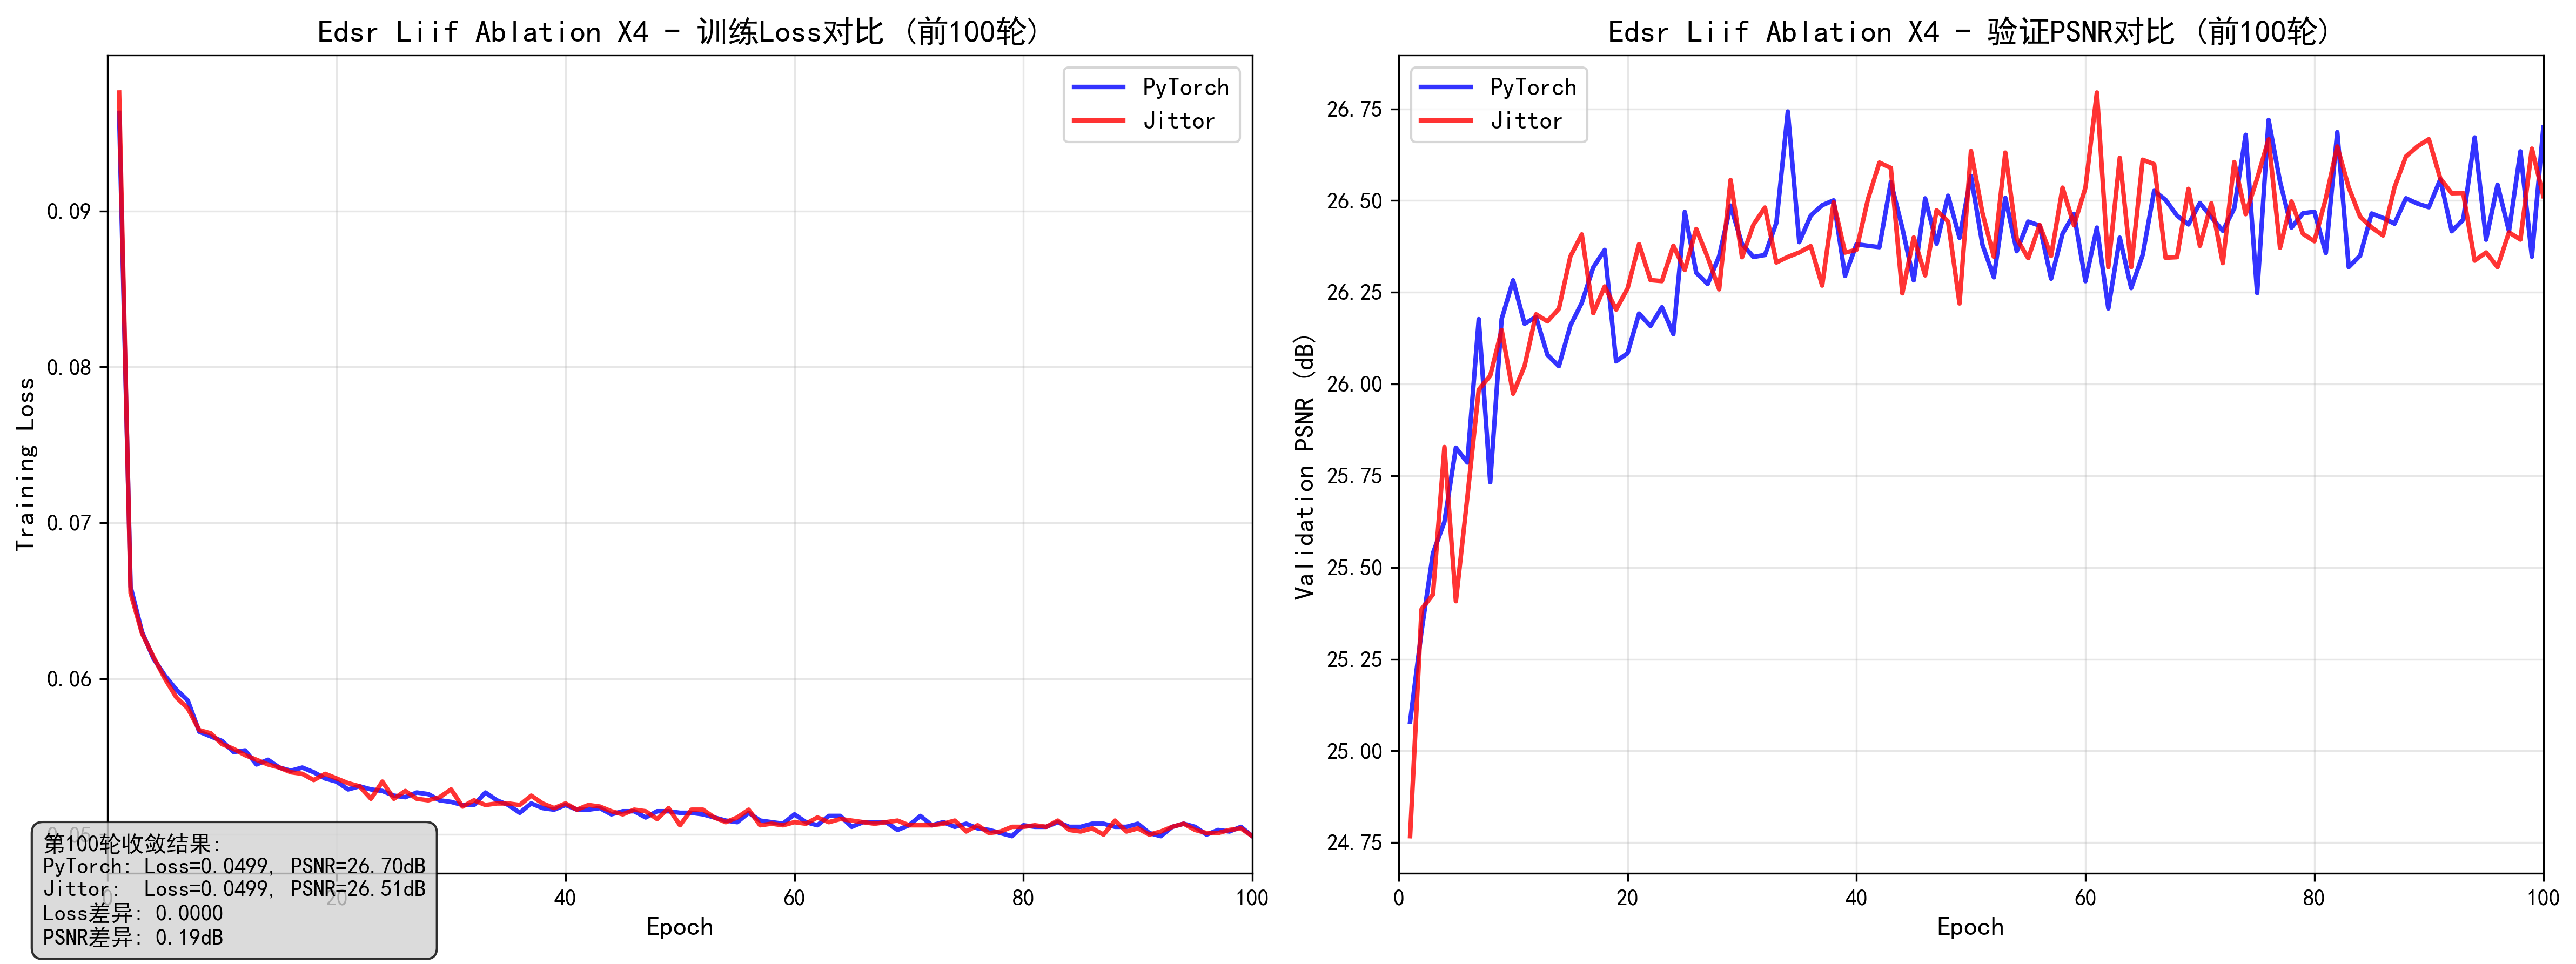 Edsr Liif Ablation X4 - 训练Loss对比 (前100轮)
PyTorch
Jittor
0.09
0.08
0.07
0.06
0.05
Training Loss
0
20
40
60
80
100
Epoch
第100轮收敛结果:
PyTorch: Loss=0.0499, PSNR=26.70dB
Jittor:  Loss=0.0499, PSNR=26.51dB
Loss差异: 0.0000
PSNR差异: 0.19dB
Edsr Liif Ablation X4 - 验证PSNR对比 (前100轮)
PyTorch
Jittor
26.75
26.50
26.25
26.00
25.75
25.50
25.25
25.00
24.75
Validation PSNR (dB)
0
20
40
60
80
100
Epoch